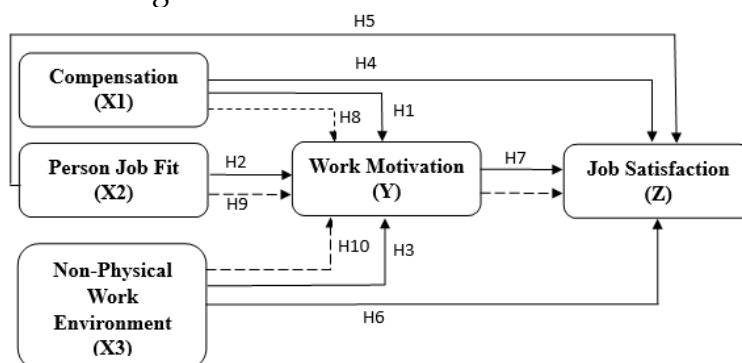 H5
Compensation
(X1)
H4
H1
H8
Person Job Fit
(X2)
H2
H9
Work Motivation
(Y)
H7
Job Satisfaction
(Z)
Non-Physical
Work
Environment
(X3)
H10
H3
H6